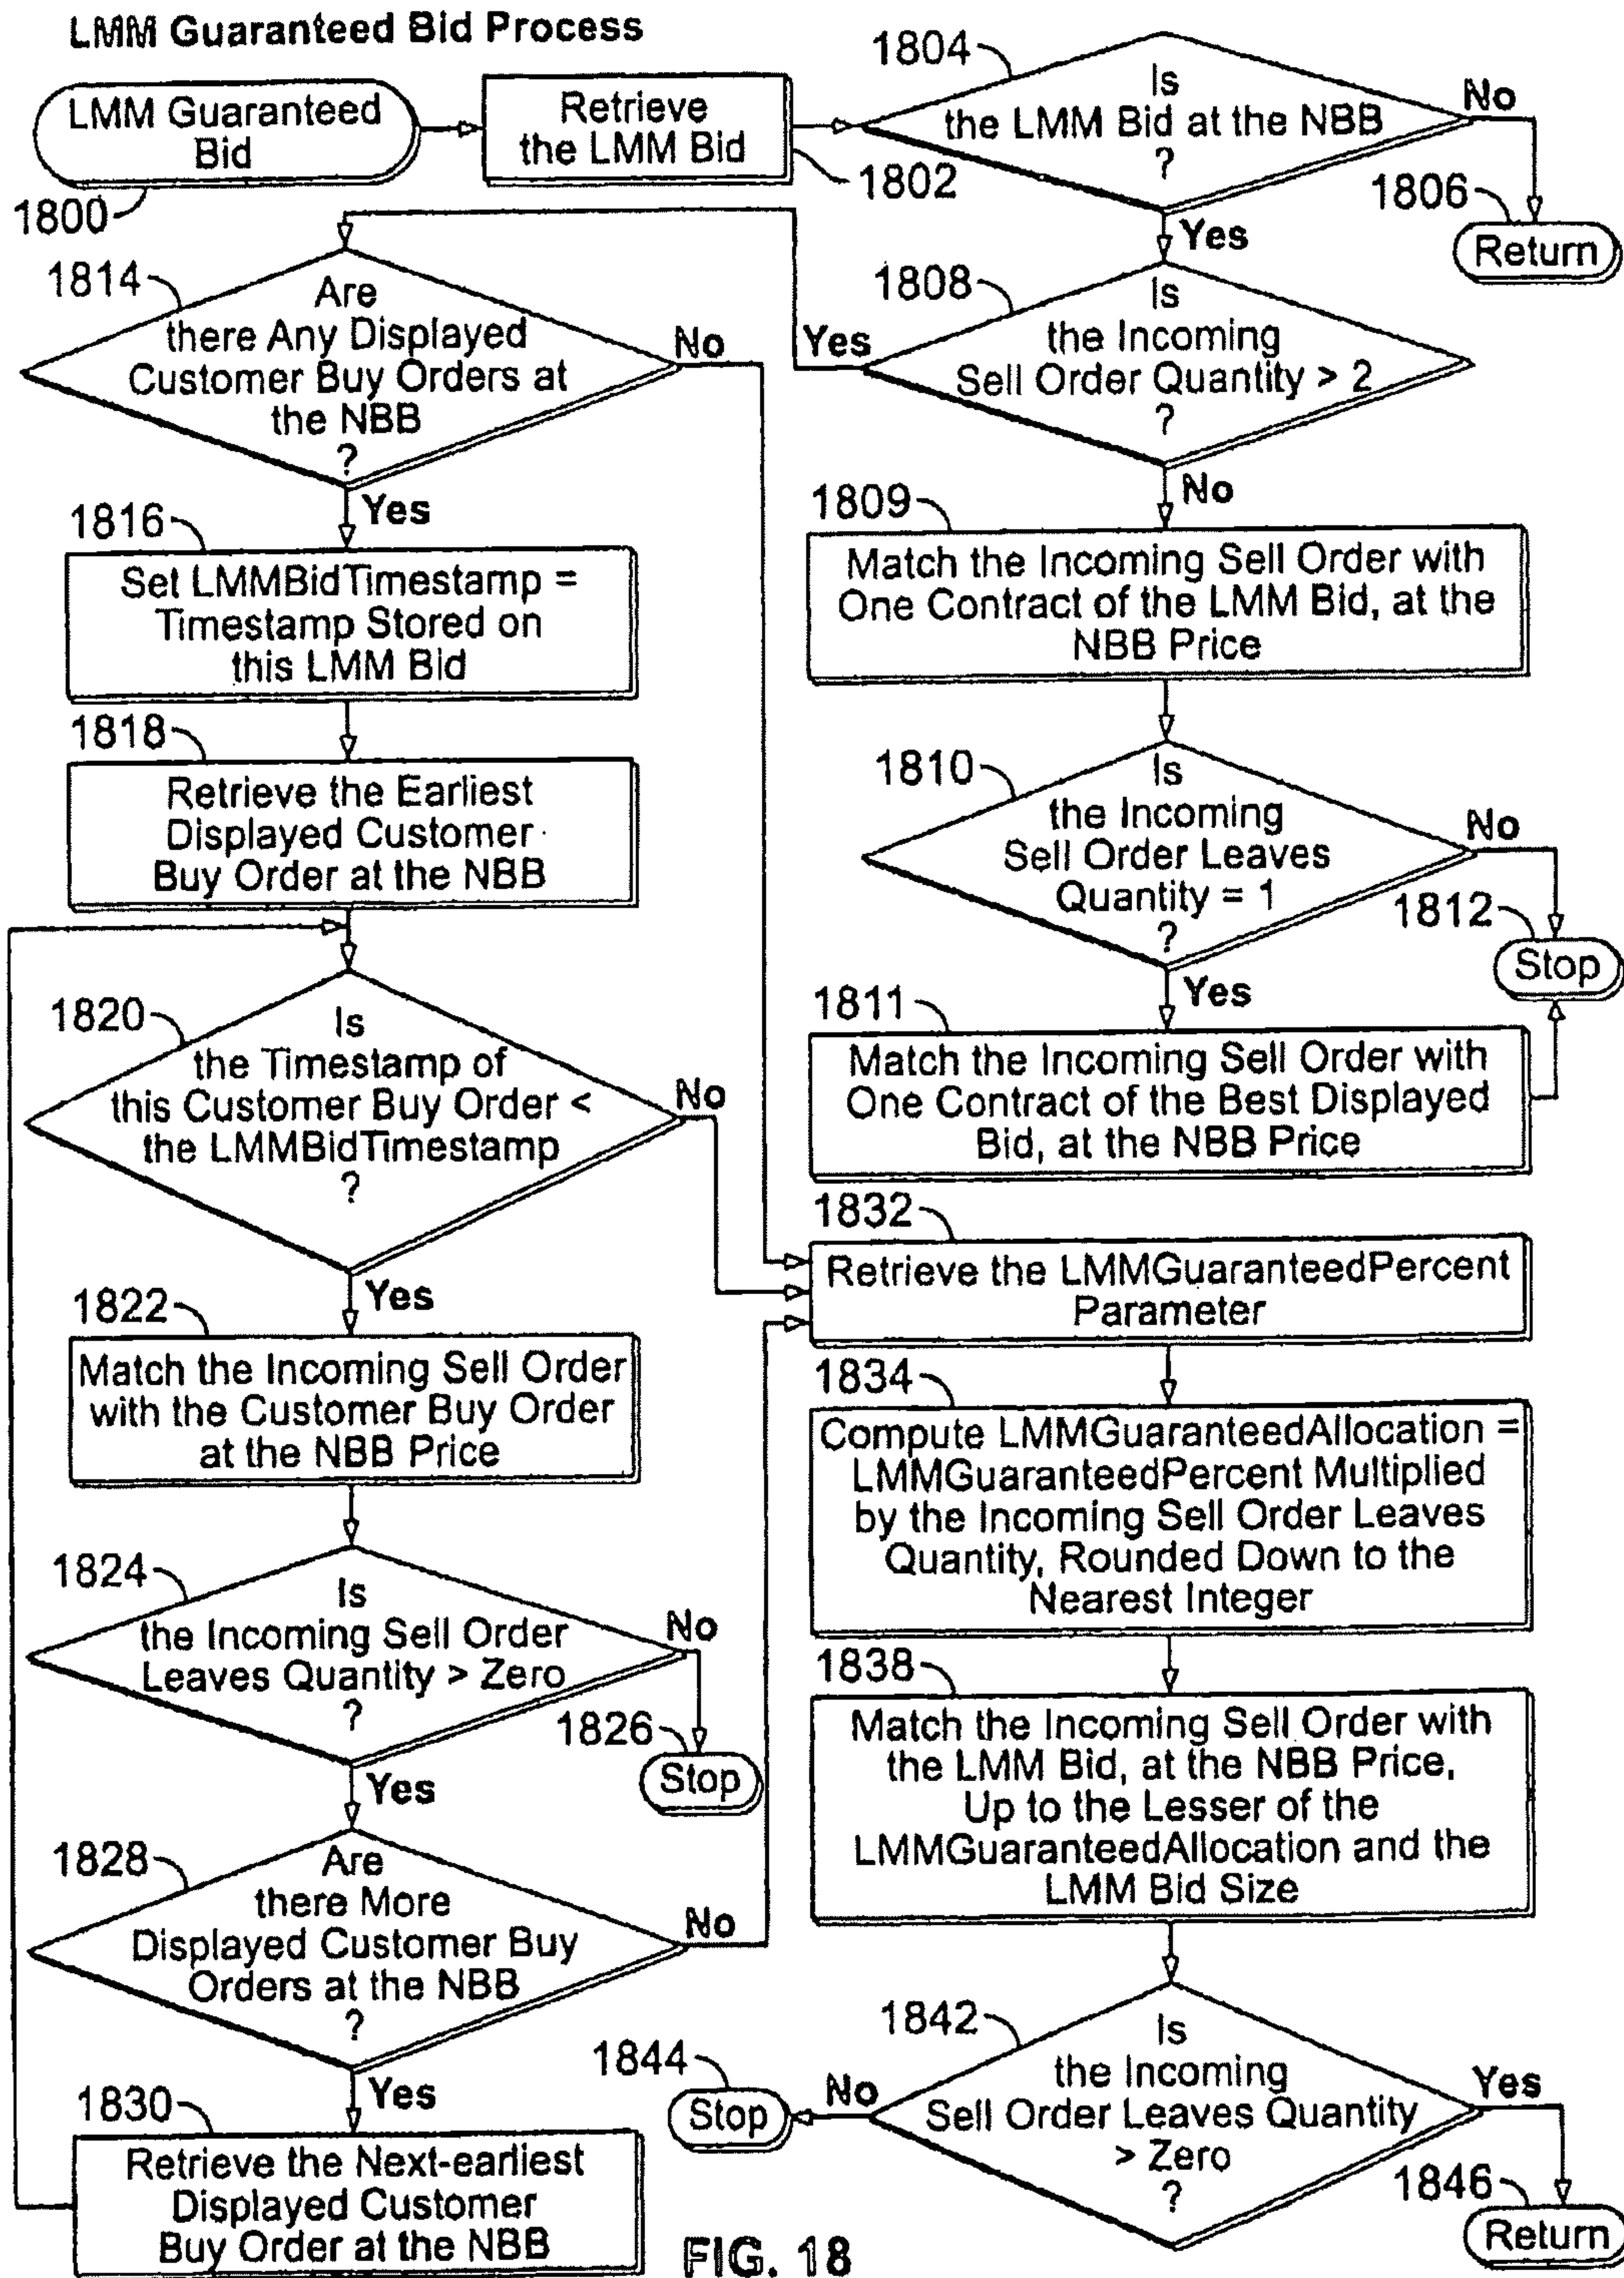 LMM Guaranteed Bid Process
LMM Guaranteed
Bid
1800
Retrieve
the LMM Bid
1802
1804
Is
the LMM Bid at the NBB
?
No
1806
Return
Yes
1808
Is
the Incoming
Sell Order Quantity > 2
?
Yes
No
1809
Match the Incoming Sell Order with
One Contract of the LMM Bid, at the
NBB Price
1810
Is
the Incoming
Sell Order Leaves
Quantity = 1
?
No
1812
Stop
Yes
1811
Match the Incoming Sell Order with
One Contract of the Best Displayed
Bid, at the NBB Price
1814
Are
there Any Displayed
Customer Buy Orders at
the NBB
?
No
Yes
1816
Set LMMBidTimestamp =
Timestamp Stored on
this LMM Bid
1818
Retrieve the Earliest
Displayed Customer
Buy Order at the NBB
1820
Is
the Timestamp of
this Customer Buy Order <
the LMMBidTimestamp
?
No
Yes
1822
Match the Incoming Sell Order
with the Customer Buy Order
at the NBB Price
1824
Is
the Incoming Sell Order
Leaves Quantity > Zero
?
No
1826
Stop
Yes
1828
Are
there More
Displayed Customer Buy
Orders at the NBB
?
No
Yes
1830
Retrieve the Next-earliest
Displayed Customer
Buy Order at the NBB
1832
Retrieve the LMMGuaranteedPercent
Parameter
1834
Compute LMMGuaranteedAllocation =
LMMGuaranteedPercent Multiplied
by the Incoming Sell Order Leaves
Quantity, Rounded Down to the
Nearest Integer
1838
Match the Incoming Sell Order with
the LMM Bid, at the NBB Price,
Up to the Lesser of the
LMMGuaranteedAllocation and the
LMM Bid Size
1842
Is
the Incoming
Sell Order Leaves Quantity
> Zero
?
No
1844
Stop
Yes
1846
Return
FIG. 18